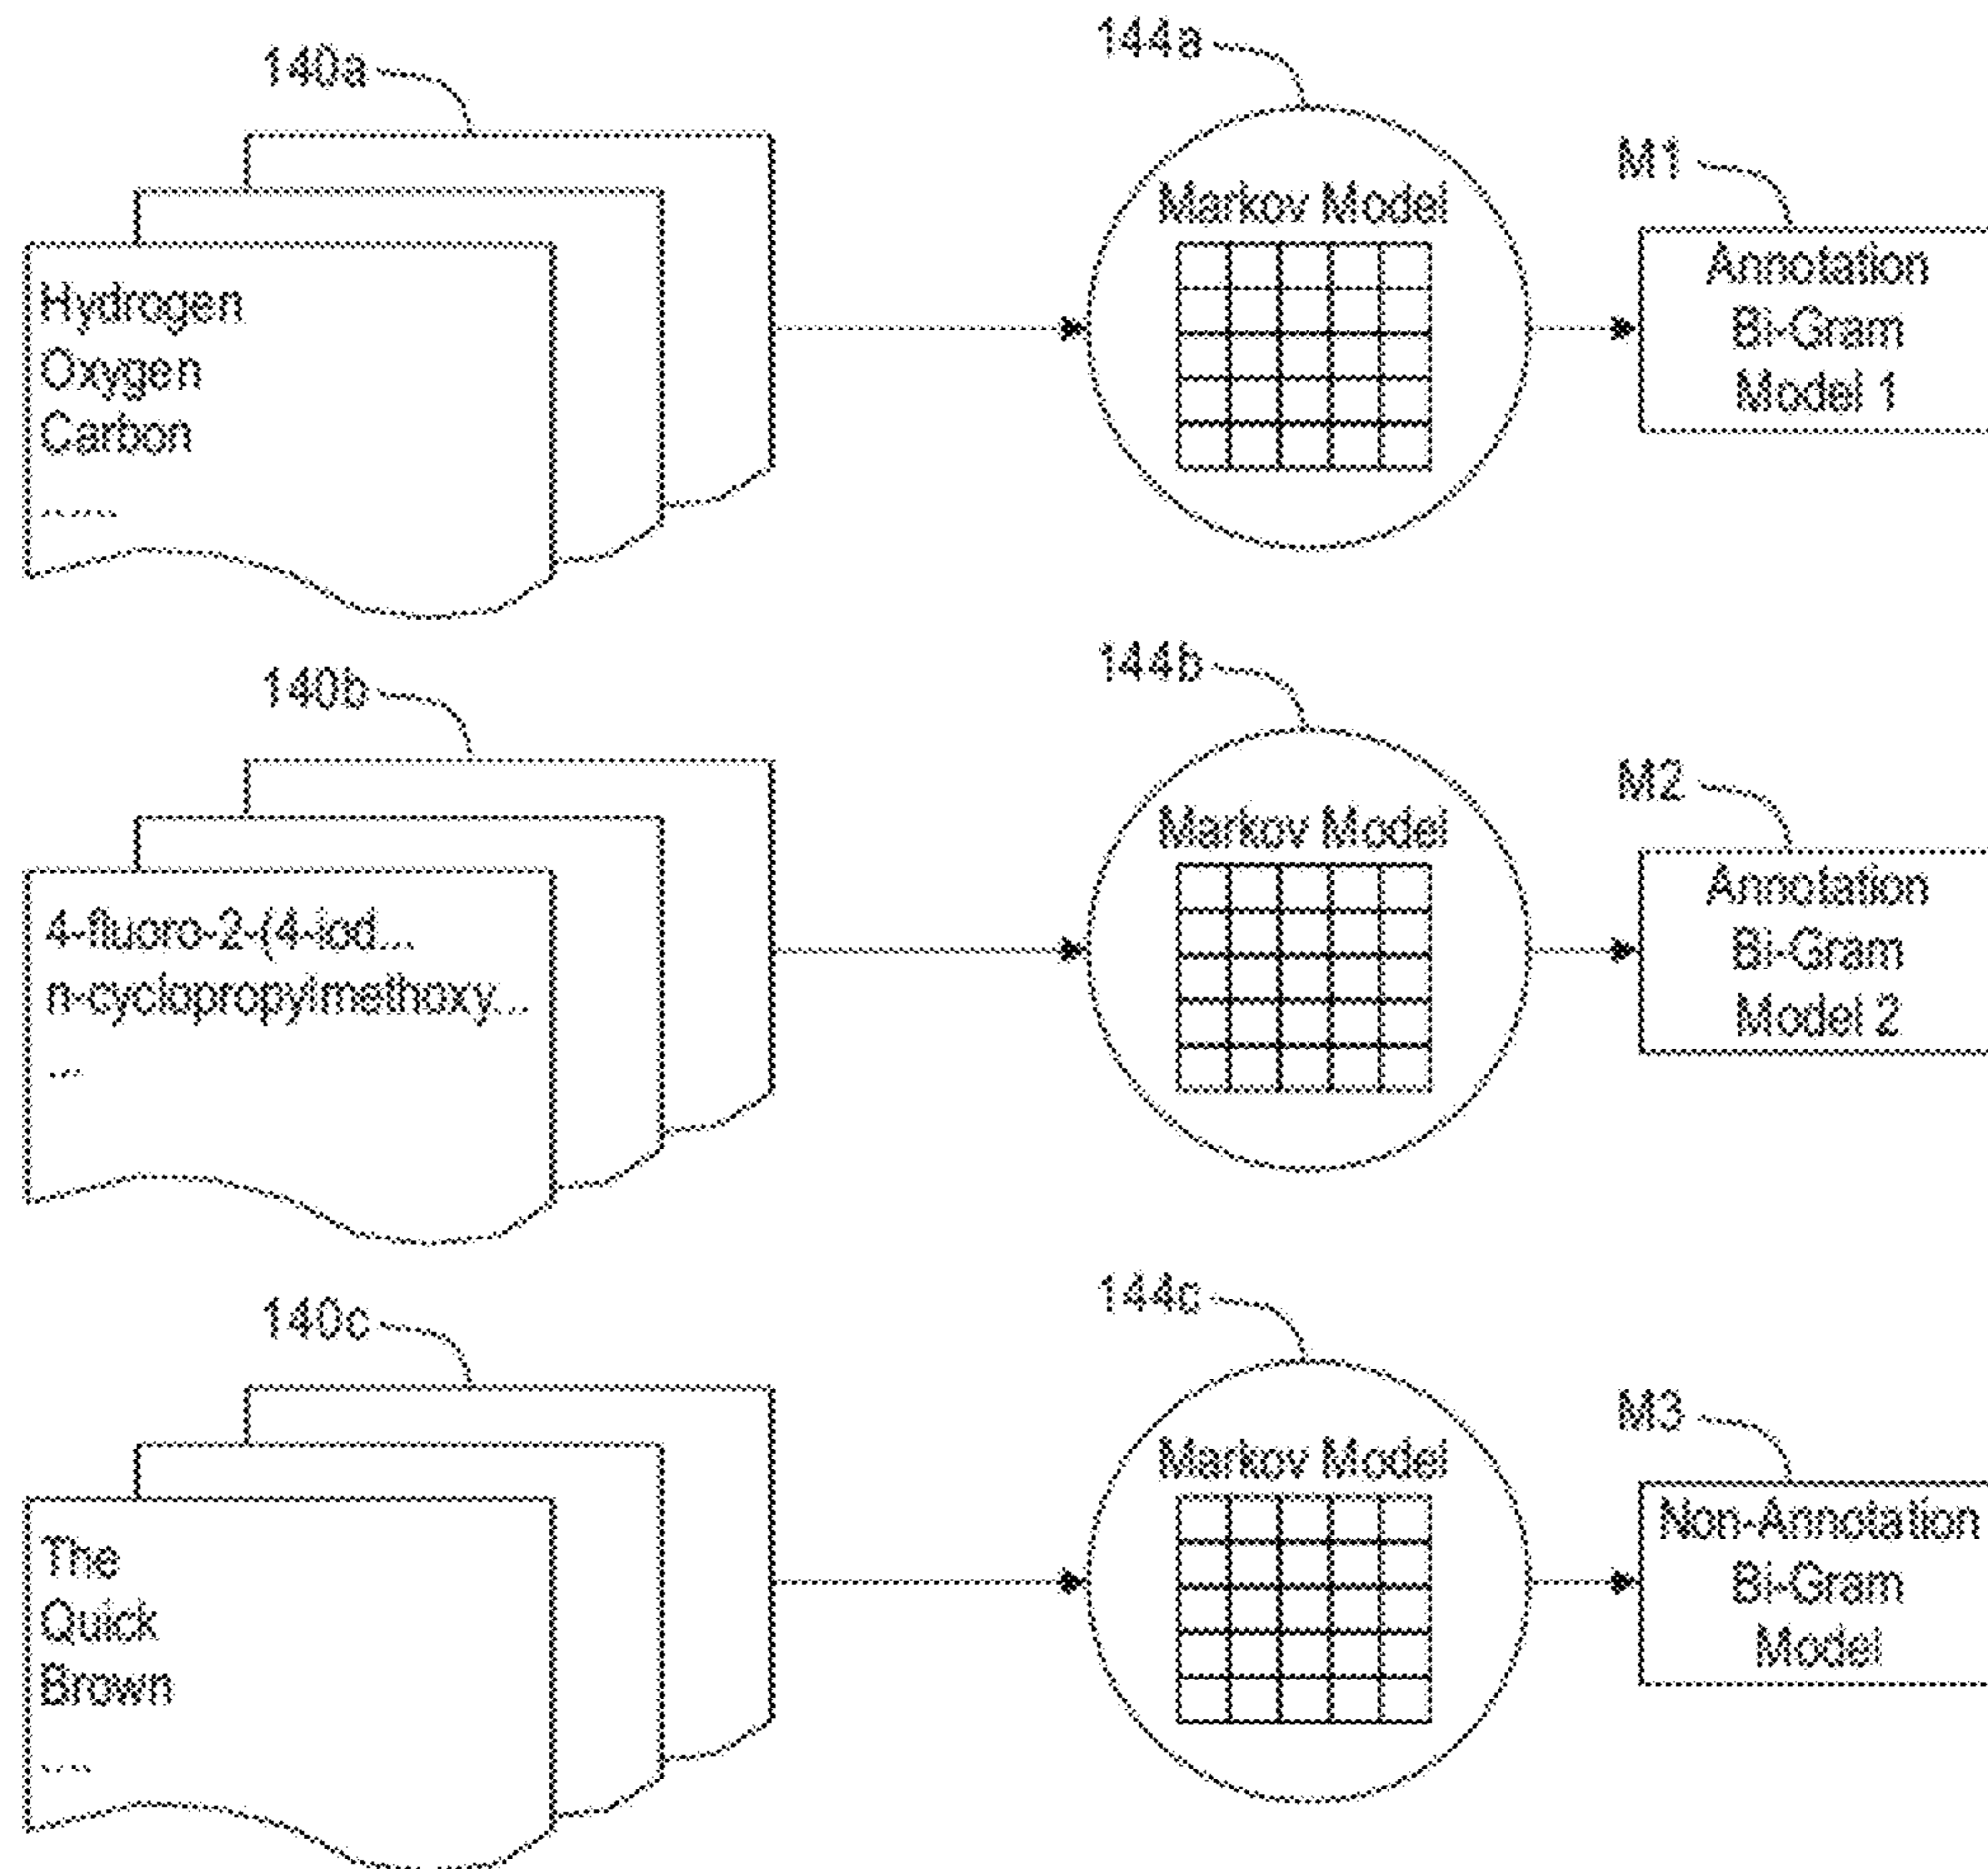 140a
144a
M1
Hydrogen
Oxygen
Carbon
......
Markov Model
Annotation
Bi-Gram
Model 1
140b
144b
M2
4-fluoro-2-(4-iod...
n-cyclopropylmethoxy...
...
Markov Model
Annotation
Bi-Gram
Model 2
140c
144c
M3
The
Quick
Brown
....
Markov Model
Non-Annotation
Bi-Gram
Model